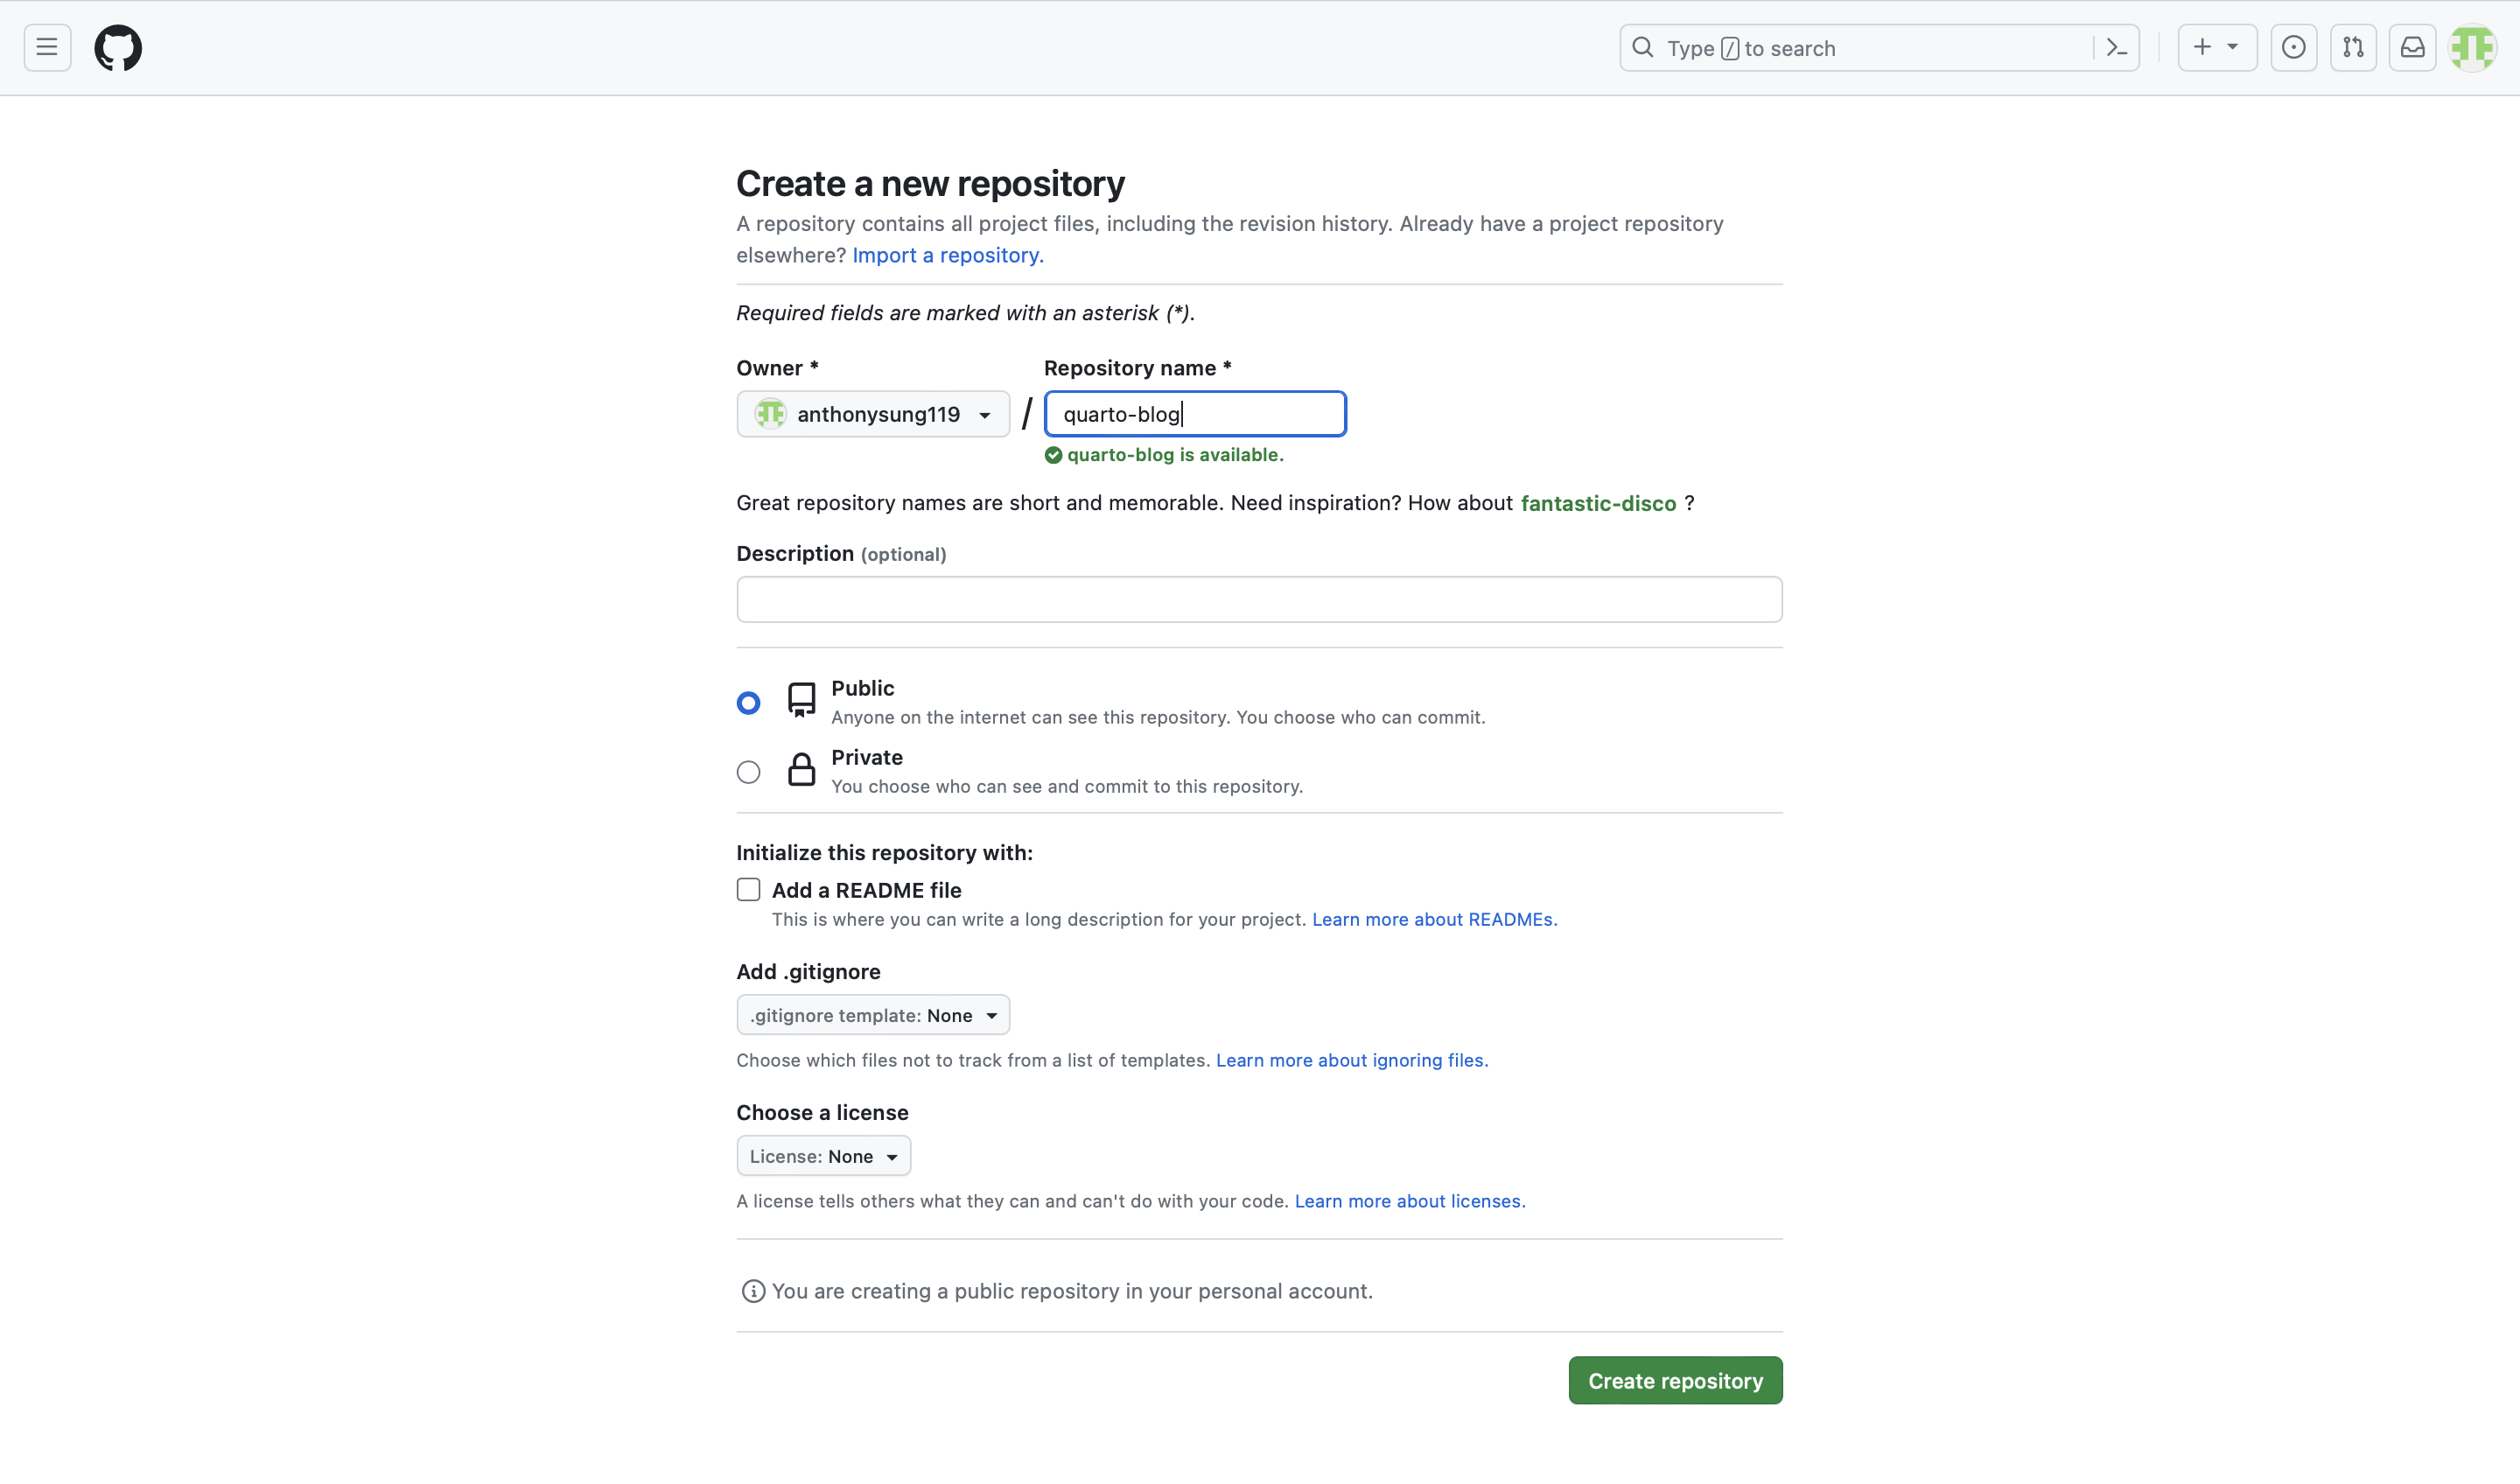 Type / to search
Create a new repository
A repository contains all project files, including the revision history. Already have a project repository
elsewhere? Import a repository.
Required fields are marked with an asterisk (*).
Owner * Repository name *
anthonysung119 / quarto-blog
quarto-blog is available.
Great repository names are short and memorable. Need inspiration? How about fantastic-disco ?
Description (optional)
Public
Anyone on the internet can see this repository. You choose who can commit.
Private
You choose who can see and commit to this repository.
Initialize this repository with:
Add a README file
This is where you can write a long description for your project. Learn more about READMEs.
Add .gitignore
.gitignore template: None
Choose which files not to track from a list of templates. Learn more about ignoring files.
Choose a license
License: None
A license tells others what they can and can't do with your code. Learn more about licenses.
You are creating a public repository in your personal account.
Create repository